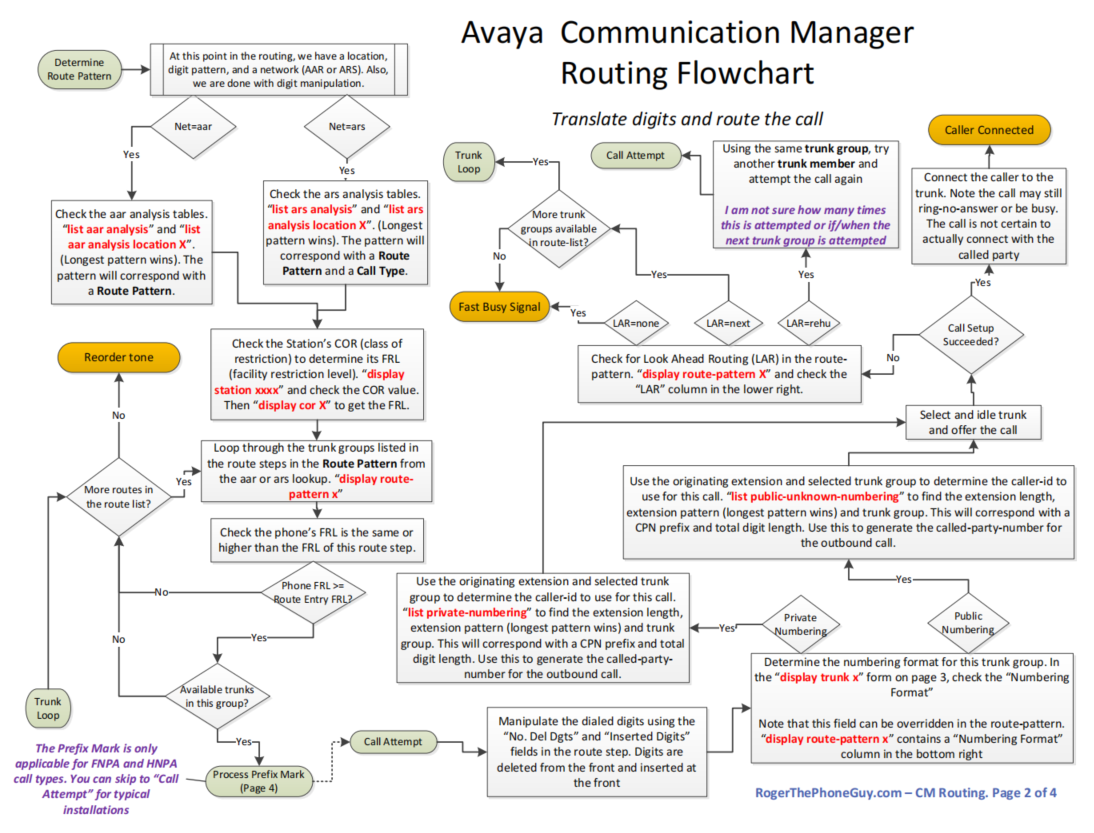 Avaya  Communication Manager
Routing Flowchart
Translate digits and route the call
Determine
Route Pattern
At this point in the routing, we have a location,
digit pattern, and a network (AAR or ARS). Also,
we are done with digit manipulation.
Net=aar
Net=ars
Yes
Yes
Check the aar analysis tables.
“list aar analysis” and “list
aar analysis location X”.
(Longest pattern wins). The
pattern will correspond with
a Route Pattern.
Check the ars analysis tables.
“list ars analysis” and “list ars
analysis location X”. (Longest
pattern wins). The pattern will
correspond with a Route
Pattern and a Call Type.
Check the Station’s COR (class of
restriction) to determine its FRL
(facility restriction level). “display
station xxxx” and check the COR value.
Then “display cor X” to get the FRL.
Reorder tone
No
Loop through the trunk groups listed in
the route steps in the Route Pattern from
the aar or ars lookup. “display route-
pattern x”
More routes in
the route list?
Yes
Check the phone’s FRL is the same or
higher than the FRL of this route step.
Phone FRL >=
Route Entry FRL?
No
Yes
No
Available trunks
in this group?
Trunk
Loop
Yes
The Prefix Mark is only
applicable for FNPA and HNPA
call types. You can skip to “Call
Attempt” for typical
installations
Process Prefix Mark
(Page 4)
Call Attempt
Manipulate the dialed digits using the
“No. Del Dgts” and “Inserted Digits”
fields in the route step. Digits are
deleted from the front and inserted at
the front
Determine the numbering format for this trunk group. In
the “display trunk x” form on page 3, check the “Numbering
Format”
Note that this field can be overridden in the route-pattern.
“display route-pattern x” contains a “Numbering Format”
column in the bottom right
Private
Numbering
Public
Numbering
Yes
Yes
Use the originating extension and selected trunk
group to determine the caller-id to use for this call.
“list private-numbering” to find the extension length,
extension pattern (longest pattern wins) and trunk
group. This will correspond with a CPN prefix and total
digit length. Use this to generate the called-party-
number for the outbound call.
Use the originating extension and selected trunk group to determine the caller-id to
use for this call. “list public-unknown-numbering” to find the extension length,
extension pattern (longest pattern wins) and trunk group. This will correspond with a
CPN prefix and total digit length. Use this to generate the called-party-number for
the outbound call.
Select and idle trunk
and offer the call
Call Setup
Succeeded?
Yes
No
Connect the caller to the
trunk. Note the call may still
ring-no-answer or be busy.
The call is not certain to
actually connect with the
called party
Caller Connected
Check for Look Ahead Routing (LAR) in the route-
pattern. “display route-pattern X” and check the
“LAR” column in the lower right.
LAR=none
LAR=next
LAR=rehu
Yes
Yes
Yes
Using the same trunk group, try
another trunk member and
attempt the call again
I am not sure how many times
this is attempted or if/when the
next trunk group is attempted
Call Attempt
More trunk
groups available
in route-list?
Yes
Trunk
Loop
No
Fast Busy Signal
RogerThePhoneGuy.com – CM Routing. Page 2 of 4